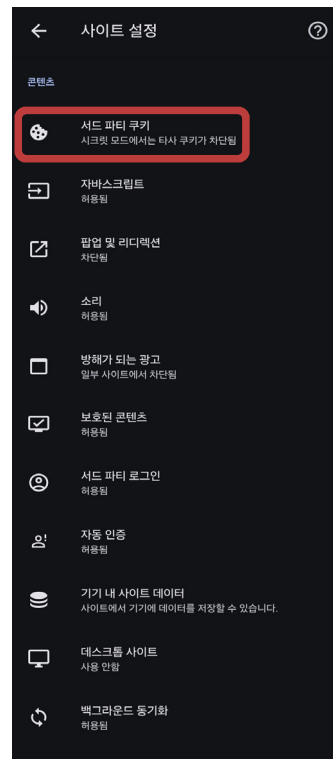 사이트 설정
콘텐츠
서드 파티 쿠키
시크릿 모드에서는 타사 쿠키가 차단됨
자바스크립트
허용됨
팝업 및 리디렉션
차단됨
소리
허용됨
방해가 되는 광고
일부 사이트에서 차단됨
보호된 콘텐츠
허용됨
서드 파티 로그인
허용됨
자동 인증
허용됨
기기 내 사이트 데이터
사이트에서 기기에 데이터를 저장할 수 있습니다.
데스크톱 사이트
사용 안함
백그라운드 동기화
허용됨